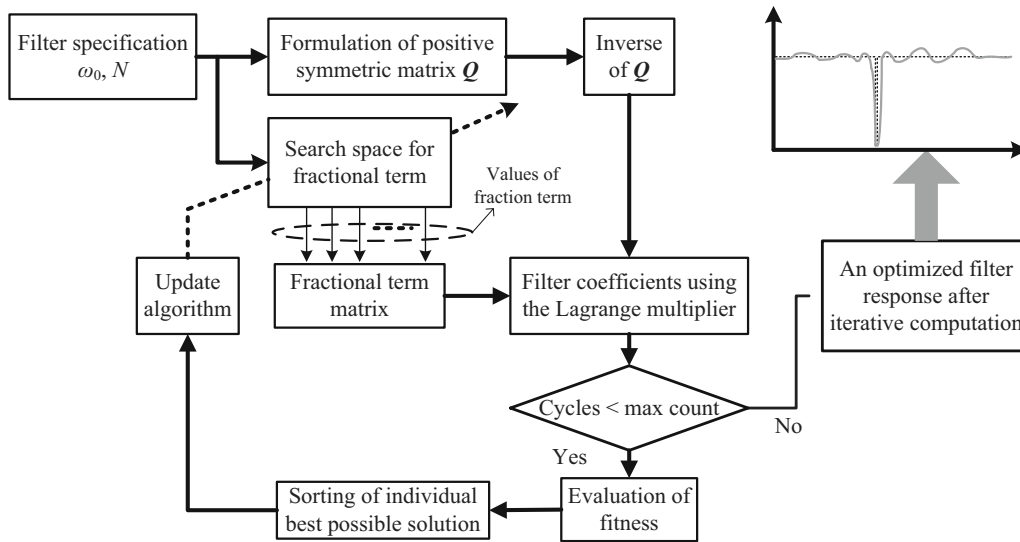 Filter specification
ω₀, N
Formulation of positive
symmetric matrix Q
Inverse
of Q
Search space for
fractional term
Values of
fraction term
Update
algorithm
Fractional term
matrix
Filter coefficients using
the Lagrange multiplier
An optimized filter
response after
iterative computation
Cycles < max count
No
Yes
Sorting of individual
best possible solution
Evaluation of
fitness